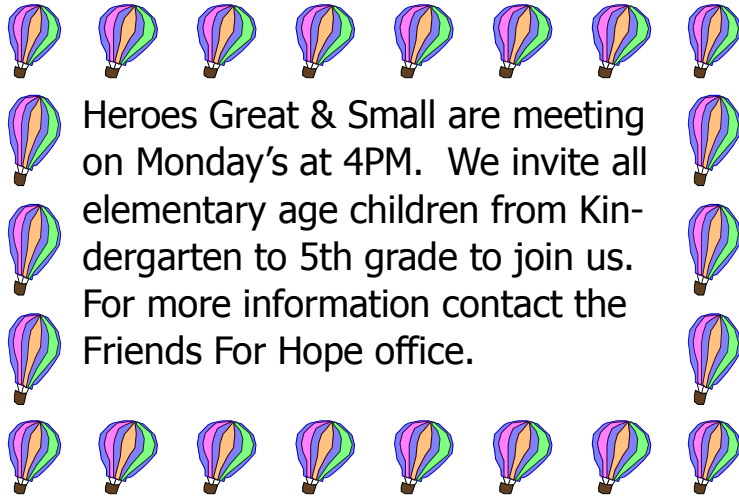 Heroes Great & Small are meeting
on Monday’s at 4PM.  We invite all
elementary age children from Kin-
dergarten to 5th grade to join us.
For more information contact the
Friends For Hope office.